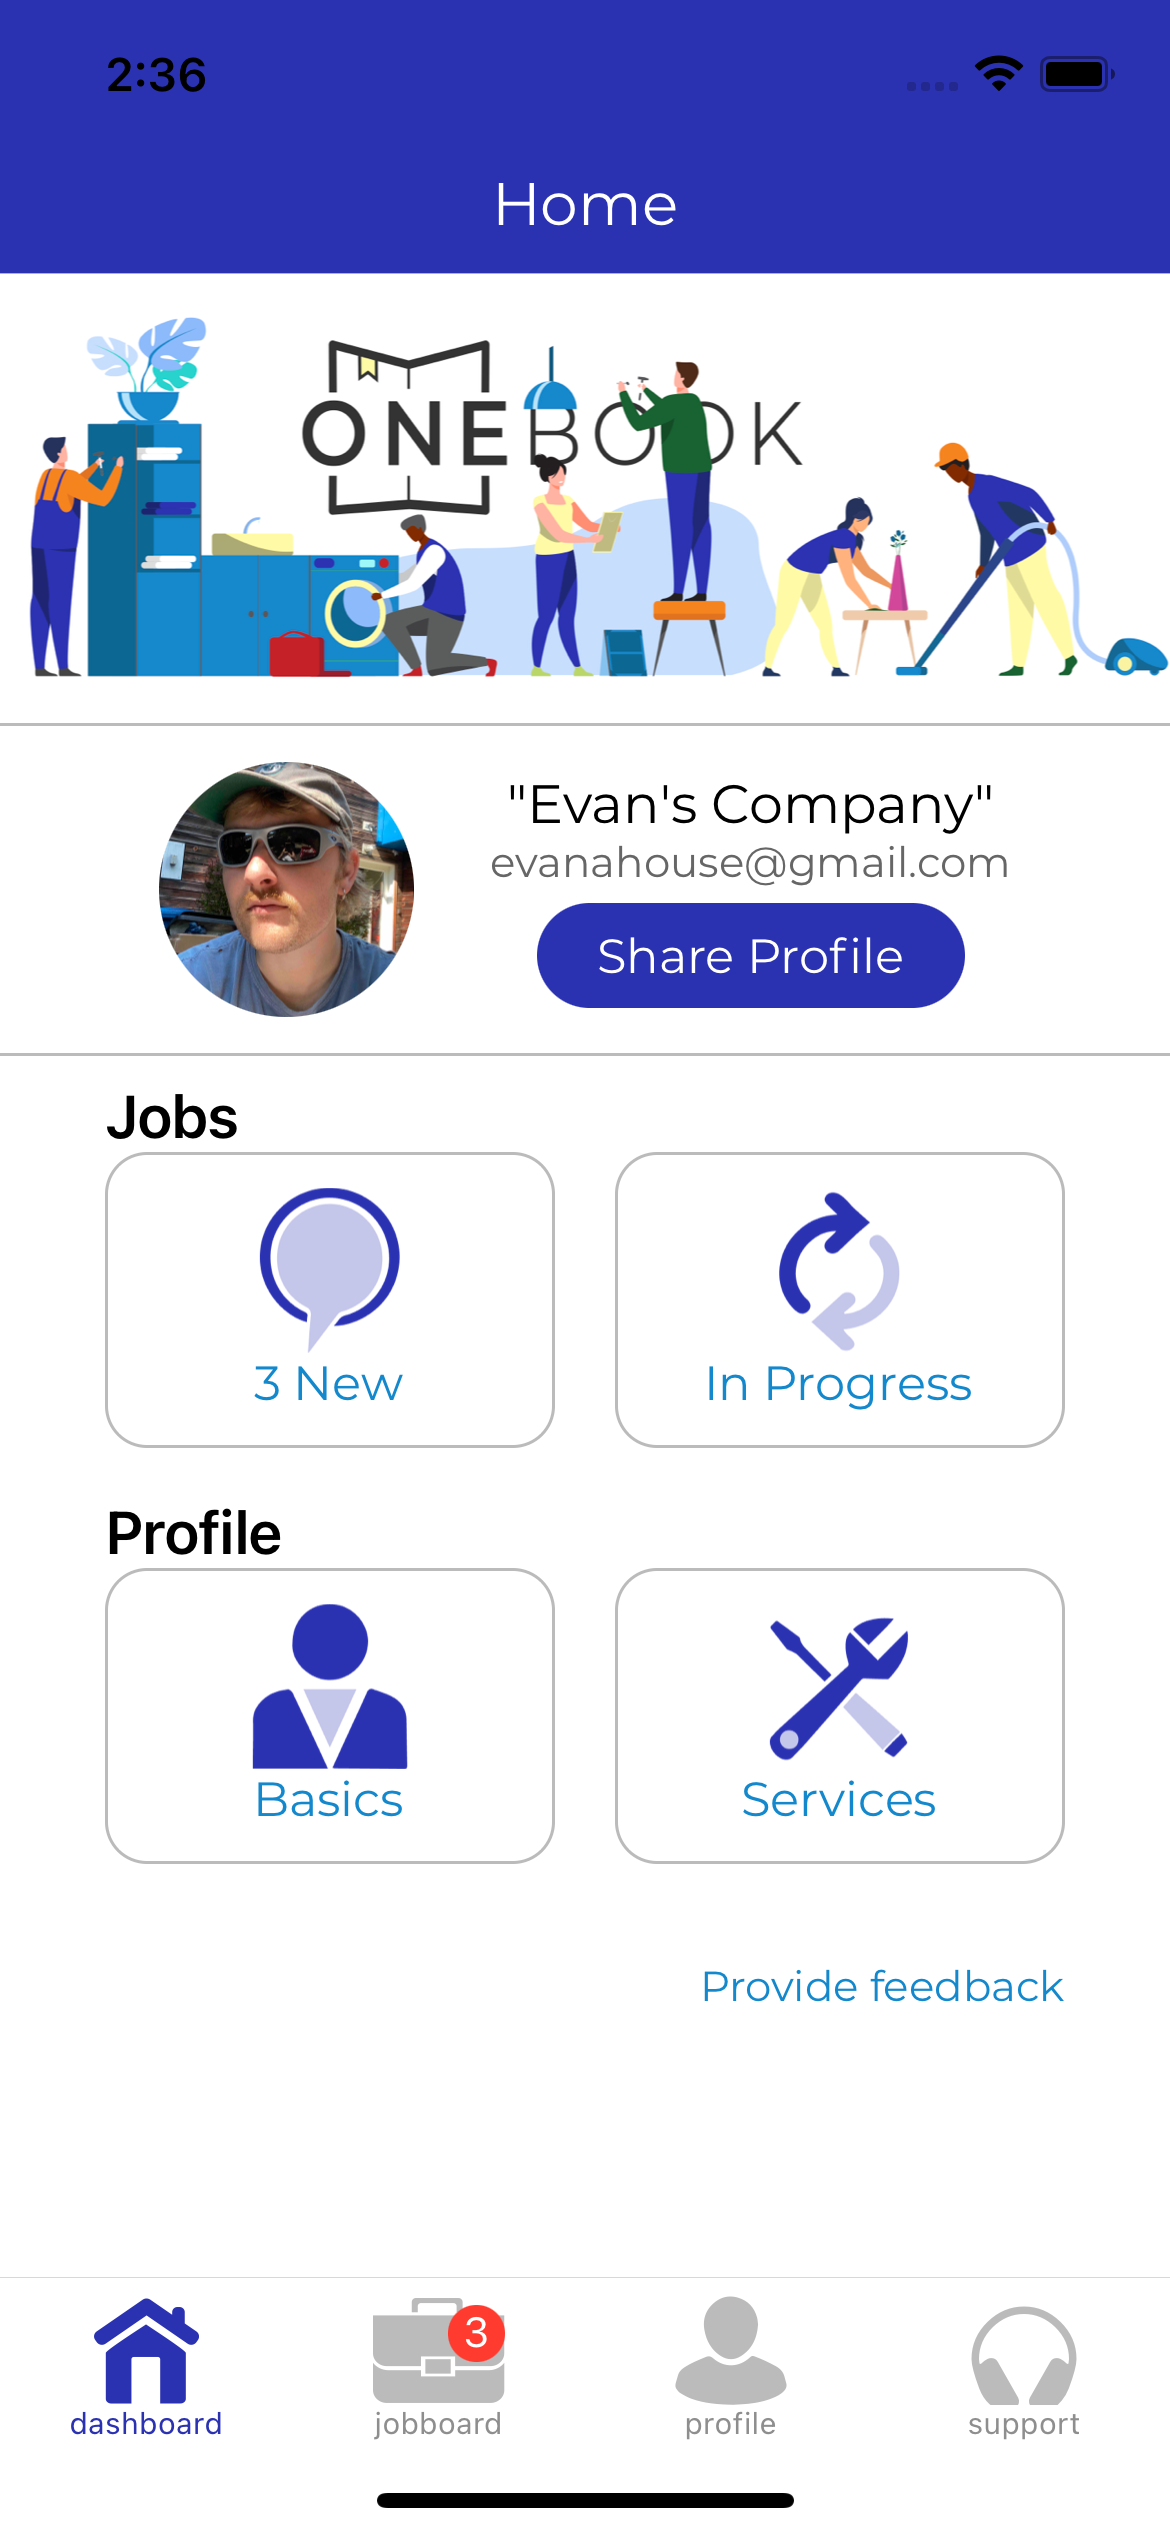 2:36
Home
ONEBOOK
"Evan's Company"
evanahouse@gmail.com
Share Profile
Jobs
3 New
In Progress
Profile
Basics
Services
Provide feedback
3
dashboard
jobboard
profile
support